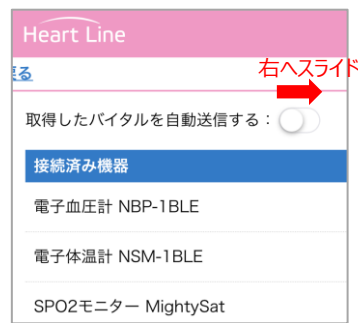 Heart Line
戻る
右へスライド
取得したバイタルを自動送信する：
接続済み機器
電子血圧計 NBP-1BLE
電子体温計 NSM-1BLE
SPO2モニター MightySat